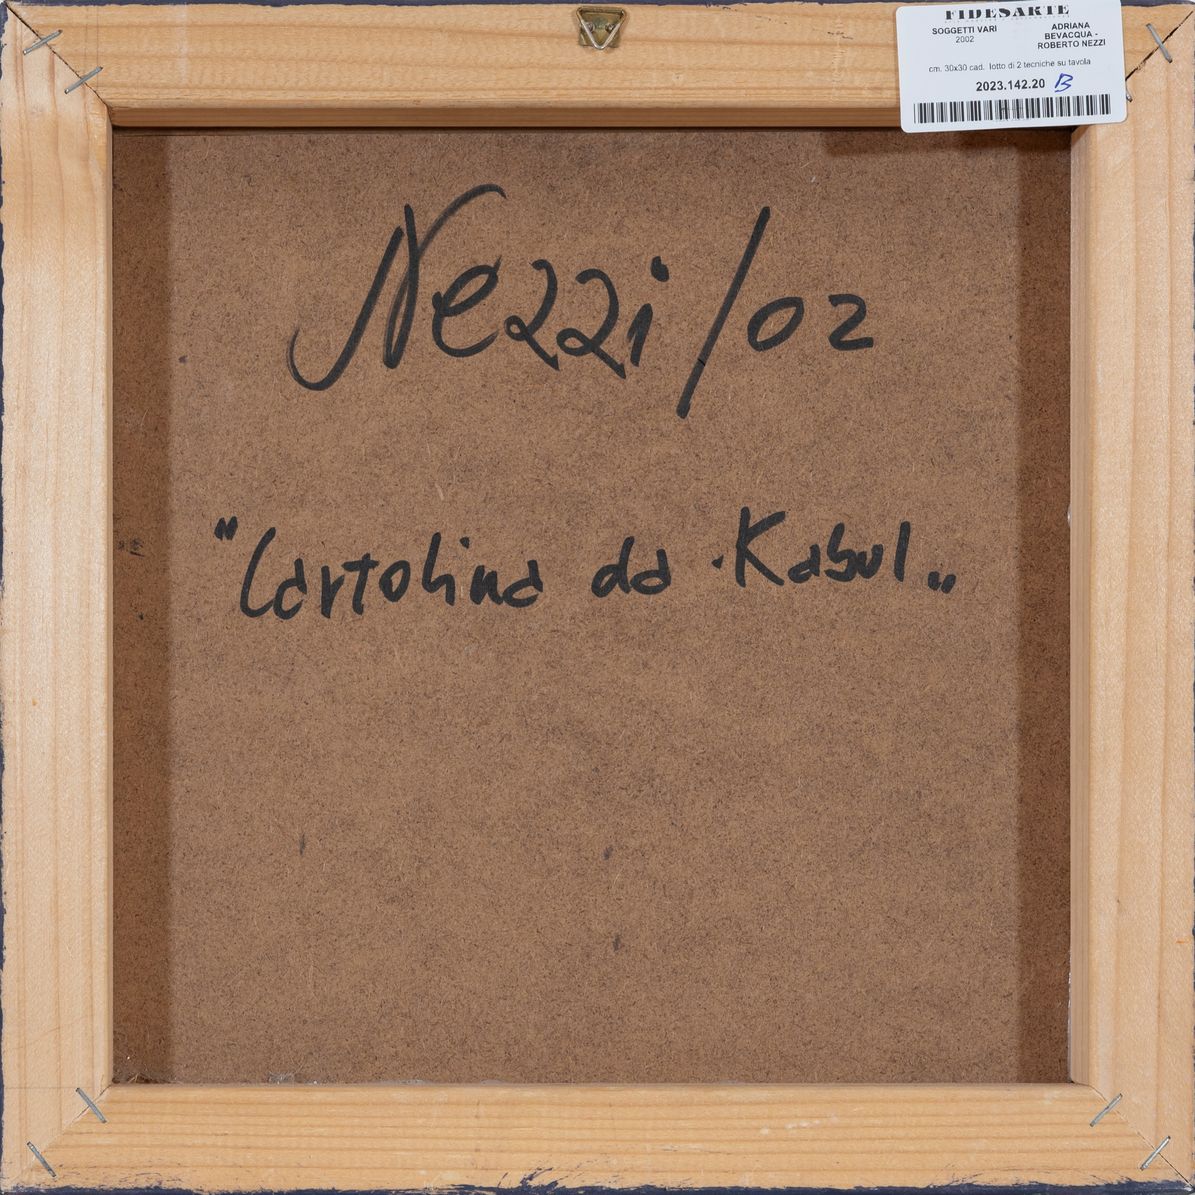 FIDESARTE
SOGGETTI VARI
2002
ADRIANA
BEVACQUA -
ROBERTO NEZZI
cm. 30x30 cad. lotto di 2 tecniche su tavola
2023.142.20 B
Nezzi/02
"Cartolina da Kabul„